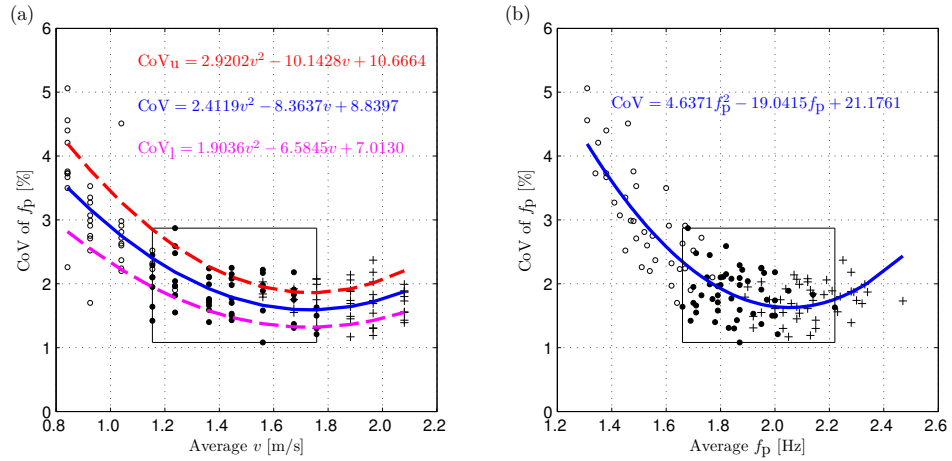 (a)
6
5
4
3
2
1
0
CoV of fp [%]
CoVu = 2.9202v² − 10.1428v + 10.6664
CoV = 2.4119v² − 8.3637v + 8.8397
CoVl = 1.9036v² − 6.5845v + 7.0130
0.8 1.0 1.2 1.4 1.6 1.8 2.0 2.2
Average v [m/s]
(b)
6
5
4
3
2
1
0
CoV of fp [%]
CoV = 4.6371fp² − 19.0415fp + 21.1761
1.2 1.4 1.6 1.8 2.0 2.2 2.4 2.6
Average fp [Hz]